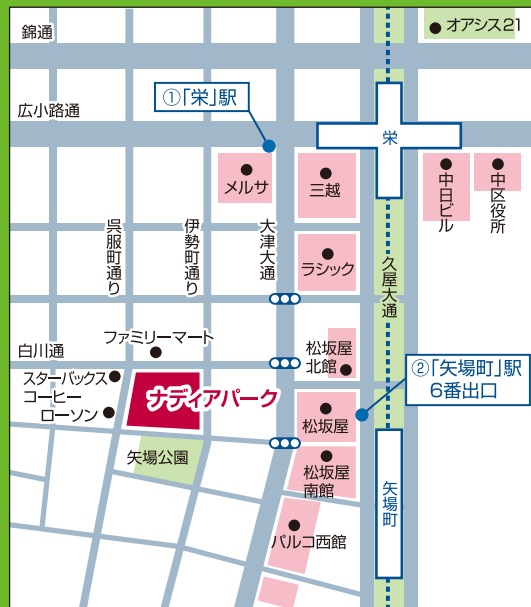 錦通
オアシス21
①「栄」駅
広小路通
栄
メルサ
三越
中日ビル
中区役所
呉服町通り
伊勢町通り
大津大通
ラシック
久屋大通
ファミリーマート
白川通
松坂屋
北館
②「矢場町」駅
6番出口
スターバックス
コーヒー
ローソン
ナディアパーク
松坂屋
矢場公園
松坂屋
南館
矢場町
パルコ西館